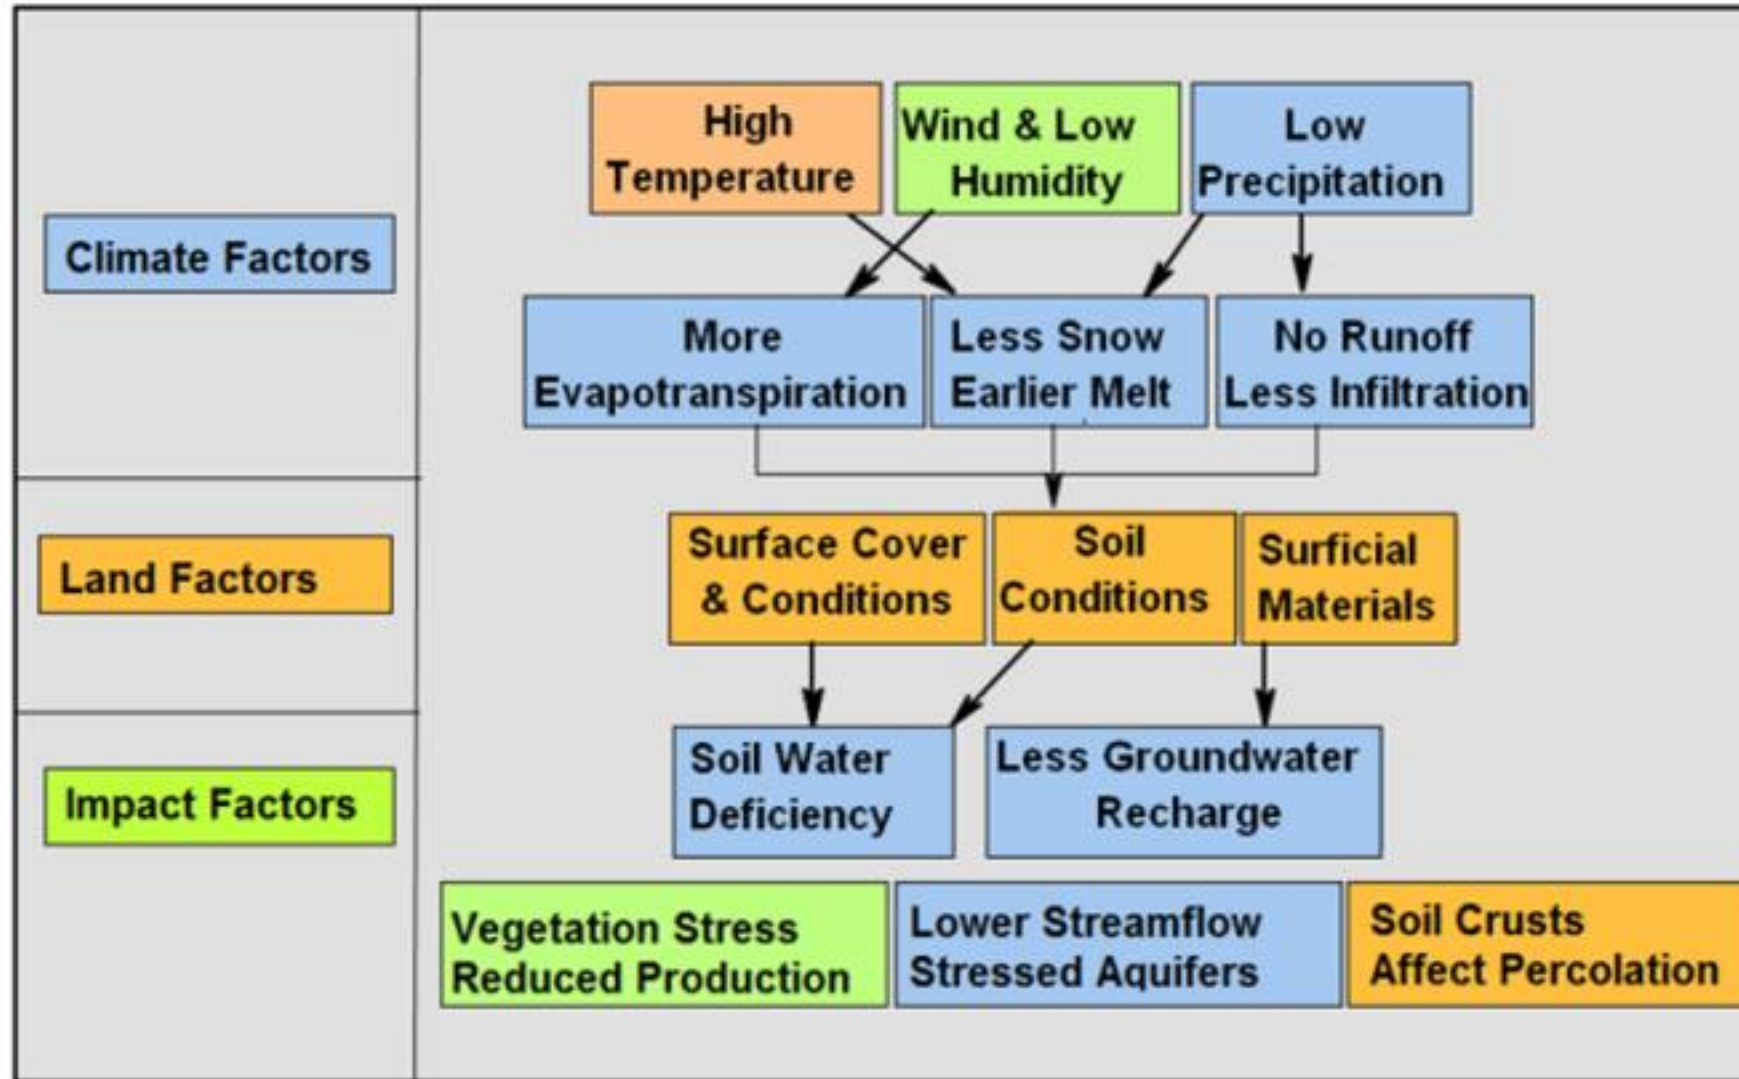 High
Temperature
Wind & Low
Humidity
Low
Precipitation
Climate Factors
More
Evapotranspiration
Less Snow
Earlier Melt
No Runoff
Less Infiltration
Land Factors
Surface Cover
& Conditions
Soil
Conditions
Surficial
Materials
Impact Factors
Soil Water
Deficiency
Less Groundwater
Recharge
Vegetation Stress
Reduced Production
Lower Streamflow
Stressed Aquifers
Soil Crusts
Affect Percolation